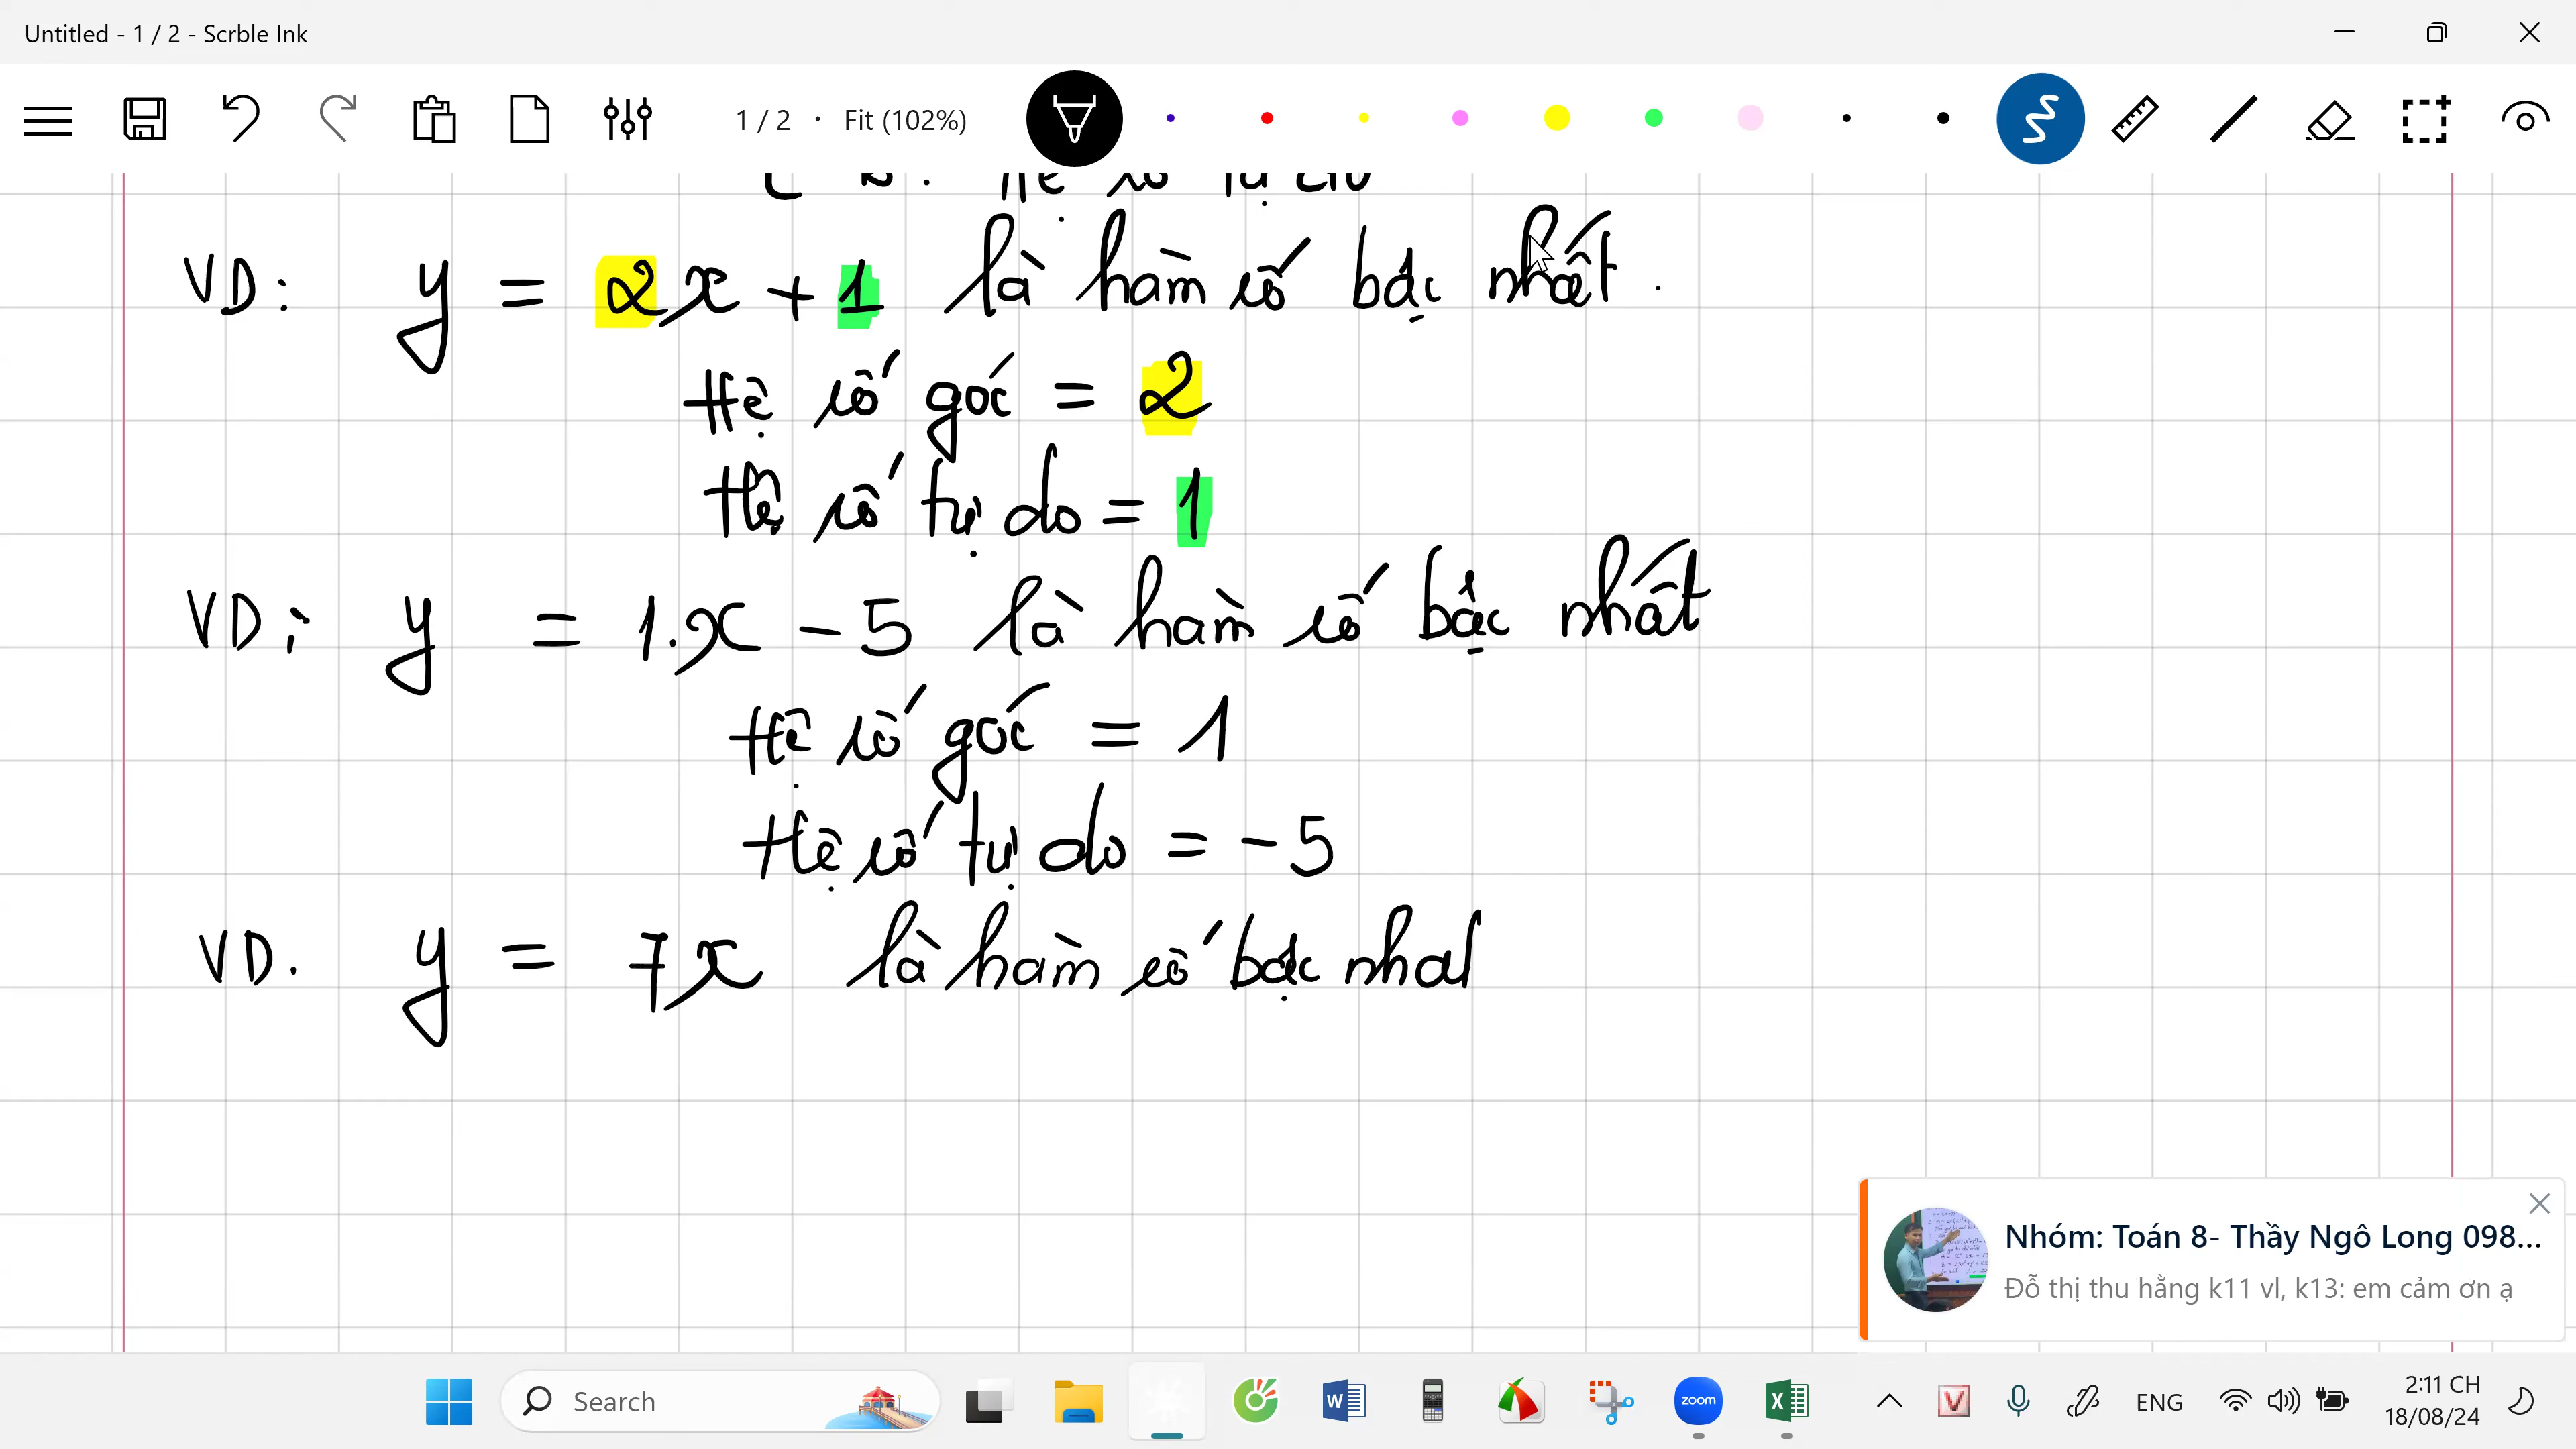 Untitled - 1 / 2 - Scrble Ink
1 / 2 · Fit (102%)
VD: y = 2x + 1 là hàm số bậc nhất.
Hệ số góc = 2
Hệ số tự do = 1
VD: y = 1.x - 5 là hàm số bậc nhất
Hệ số góc = 1
Hệ số tự do = -5
VD. y = 7x là hàm số bậc nhat
Nhóm: Toán 8- Thầy Ngô Long 098...
Đỗ thị thu hằng k11 vl, k13: em cảm ơn ạ
Search
zoom
ENG
2:11 CH
18/08/24